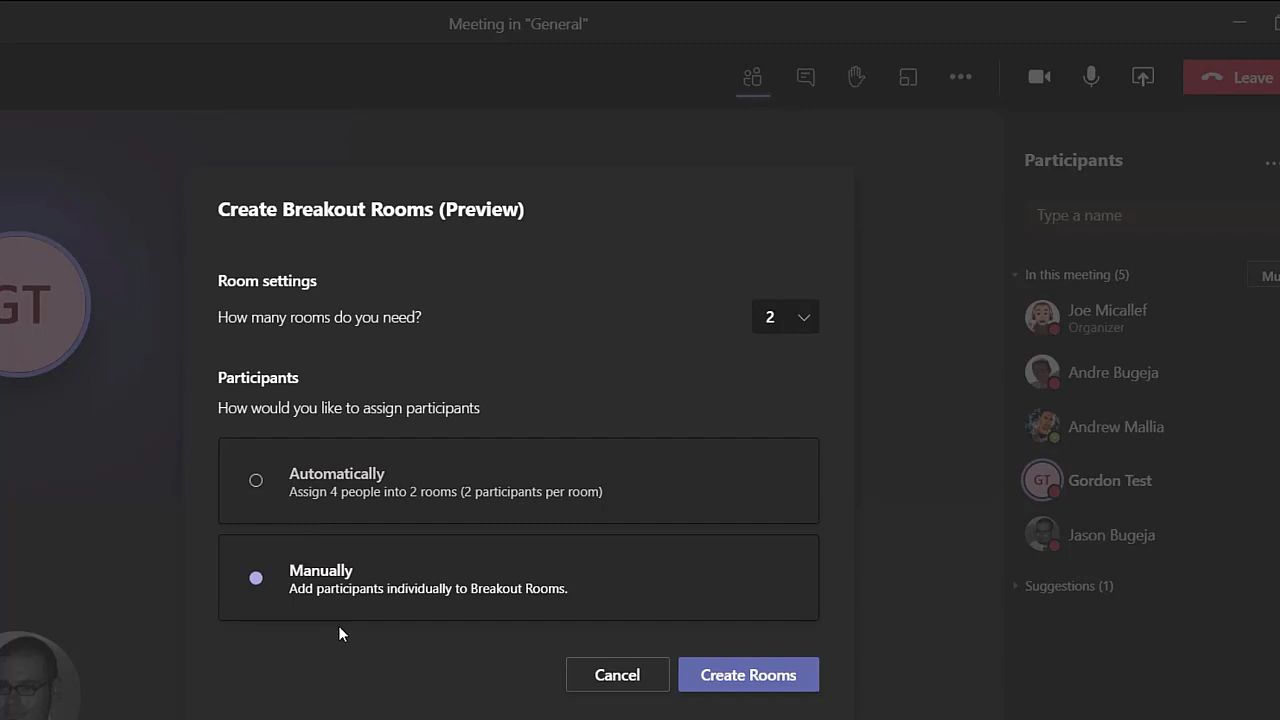 Meeting in "General"
Leave
Participants
Type a name
In this meeting (5)
Mu
Joe Micallef
Organizer
Andre Bugeja
Andrew Mallia
GT
Gordon Test
Jason Bugeja
Suggestions (1)
GT
Create Breakout Rooms (Preview)
Room settings
How many rooms do you need?
2
Participants
How would you like to assign participants
Automatically
Assign 4 people into 2 rooms (2 participants per room)
Manually
Add participants individually to Breakout Rooms.
Cancel
Create Rooms